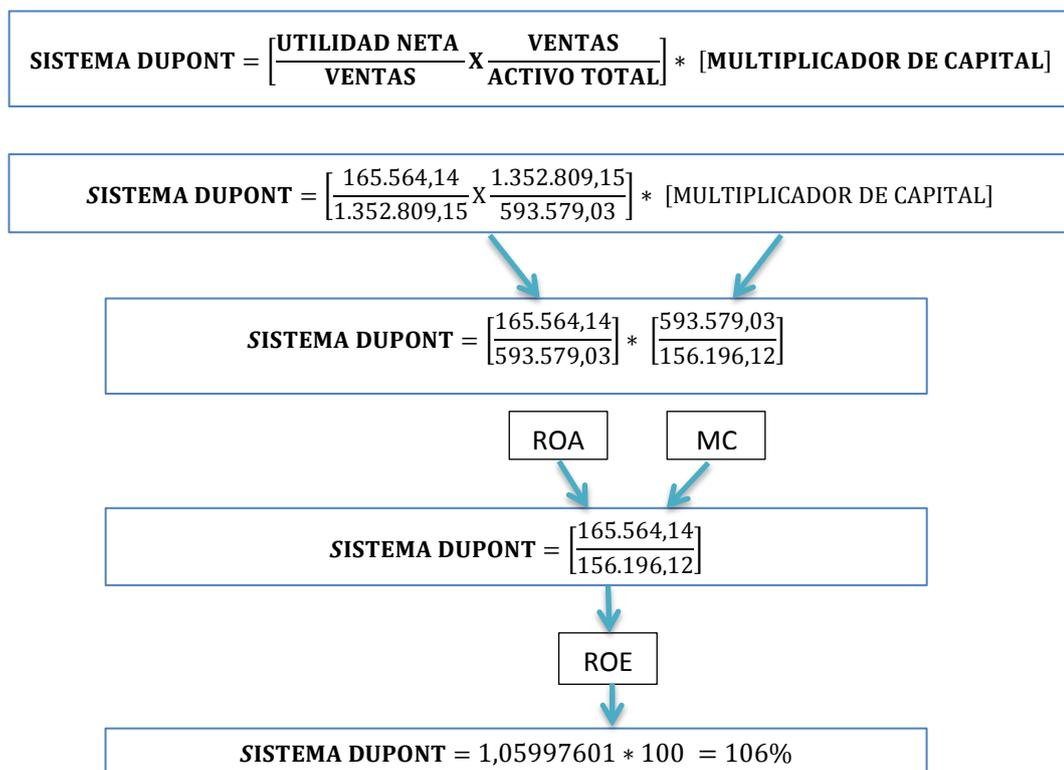 SISTEMA DUPONT = [UTILIDAD NETA / VENTAS X VENTAS / ACTIVO TOTAL] * [MULTIPLICADOR DE CAPITAL]
SISTEMA DUPONT = [165.564,14 / 1.352.809,15 X 1.352.809,15 / 593.579,03] * [MULTIPLICADOR DE CAPITAL]
SISTEMA DUPONT = [165.564,14 / 593.579,03] * [593.579,03 / 156.196,12]
ROA MC
SISTEMA DUPONT = [165.564,14 / 156.196,12]
ROE
SISTEMA DUPONT = 1,05997601 * 100 = 106%